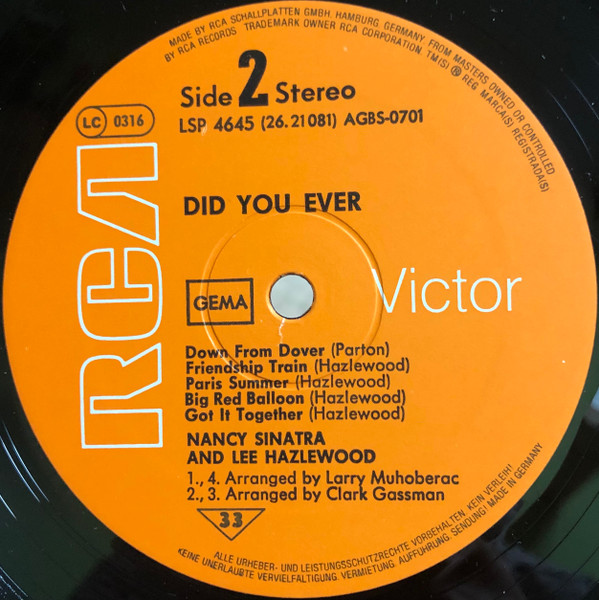 MADE BY RCA SCHALLPLATTEN GMBH, HAMBURG, GERMANY FROM MASTERS OWNED OR CONTROLLED
BY RCA RECORDS TRADEMARK OWNER RCA CORPORATION TM(S) ® REG. MARCA(S) REGISTRADA(S)
Side 2 Stereo
LC 0316
LSP 4645 (26.21081) AGBS-0701
DID YOU EVER
RCA
GEMA
Victor
Down From Dover (Parton)
Friendship Train (Hazlewood)
Paris Summer (Hazlewood)
Big Red Balloon (Hazlewood)
Got It Together (Hazlewood)
NANCY SINATRA
AND LEE HAZLEWOOD
1., 4. Arranged by Larry Muhoberac
2., 3. Arranged by Clark Gassman
33
ALLE URHEBER- UND LEISTUNGSSCHUTZRECHTE VORBEHALTEN. KEIN VERLEIH!
KEINE UNERLAUBTE VERVIELFÄLTIGUNG, VERMIETUNG, AUFFÜHRUNG, SENDUNG! MADE IN GERMANY